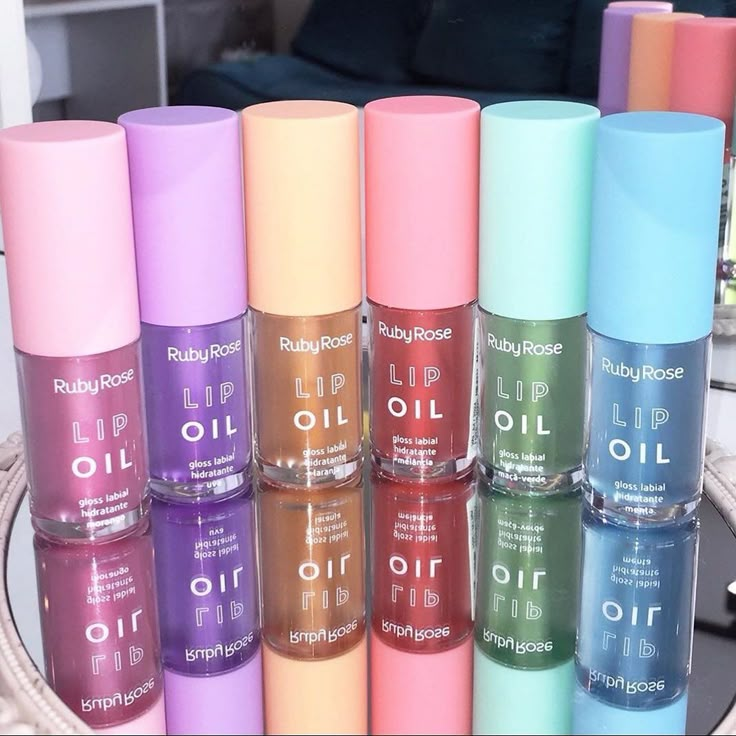 RubyRose
LIP
OIL
gloss labial
hidratante
morango
RubyRose
LIP
OIL
gloss labial
hidratante
uva
RubyRose
LIP
OIL
gloss labial
hidratante
laranja
RubyRose
LIP
OIL
gloss labial
hidratante
melancia
RubyRose
LIP
OIL
gloss labial
hidratante
maçã-verde
RubyRose
LIP
OIL
gloss labial
hidratante
menta